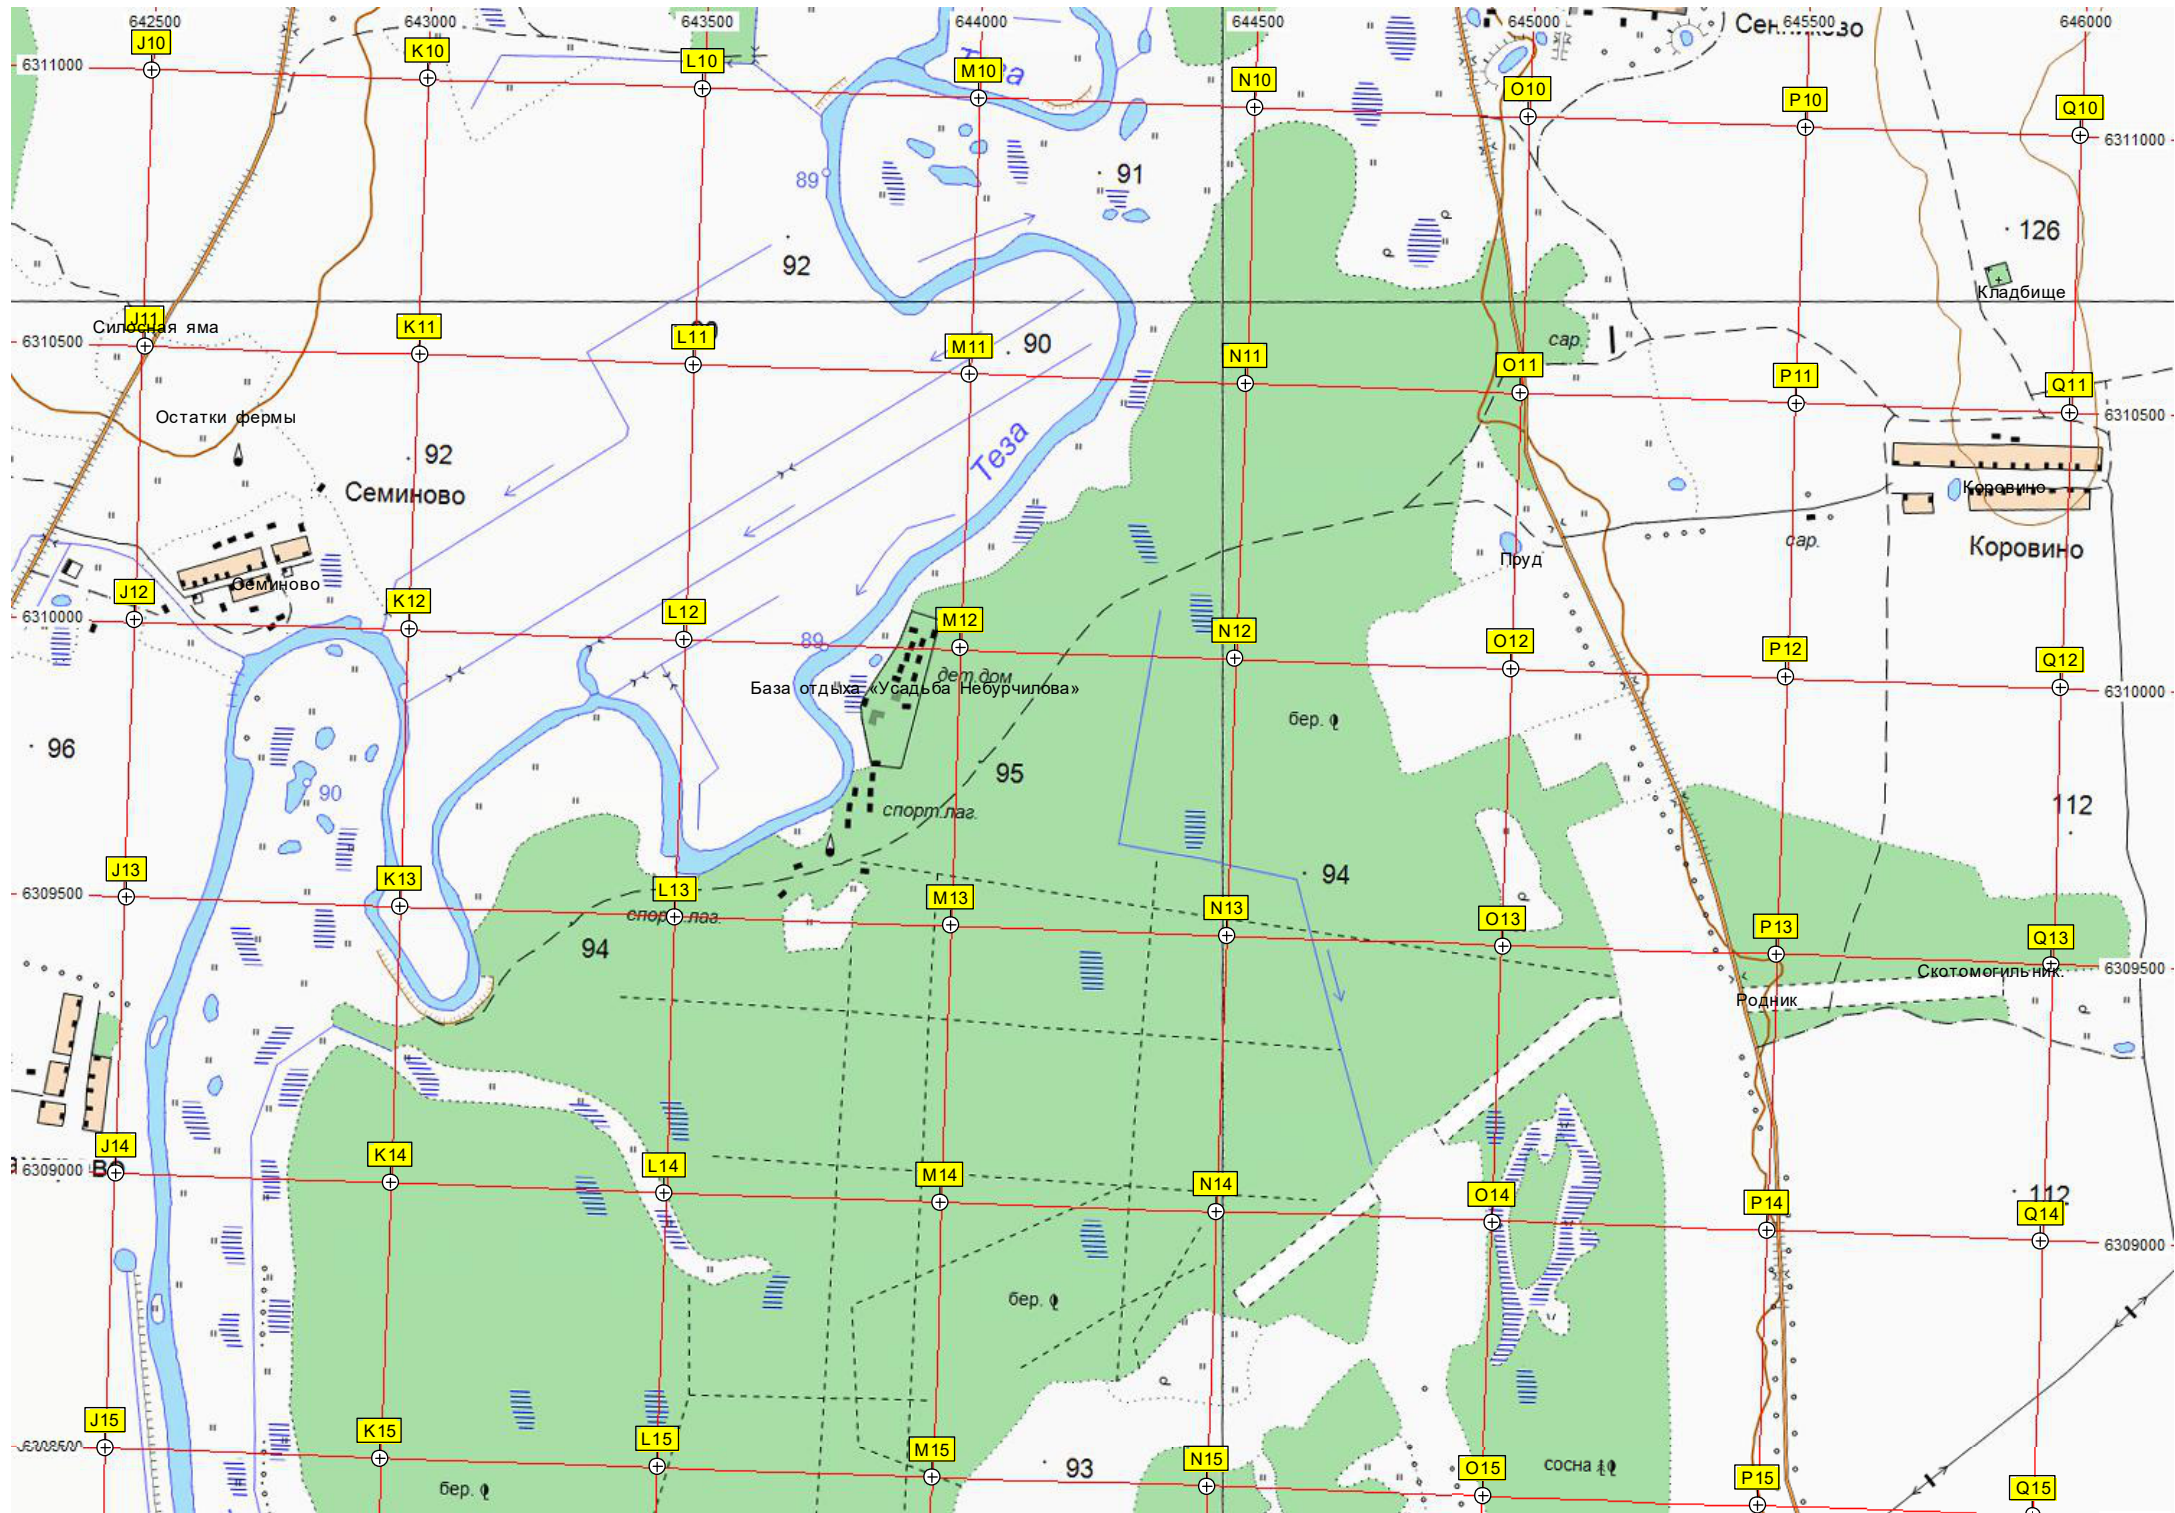 642500 643000 643500 644000 644500 645000 645500 646000
Сенниково
J10 K10 L10 M10 N10 O10 P10 Q10
6311000
6311000
89
91
92
126
Кладбище
Силосная яма
J11 K11 L11 M11 N11 O11 P11 Q11
90
сар.
6310500
6310500
Остатки фермы
92
Семиново
Теза
Коровино
сар.
Коровино
Пруд
Семиново
J12 K12 L12 M12 N12 O12 P12 Q12
6310000
6310000
89
дет.дом
База отдыха «Усадьба Небурчилова»
бер.
96
90
95
спорт.лаг.
112
94
J13 K13 L13 M13 N13 O13 P13 Q13
6309500
6309500
спорт.лаг.
94
Скотомогильник.
Родник
J14 K14 L14 M14 N14 O14 P14 Q14
6309000
6309000
во
112
бер.
J15 K15 L15 M15 N15 O15 P15 Q15
6308500
93
сосна
бер.